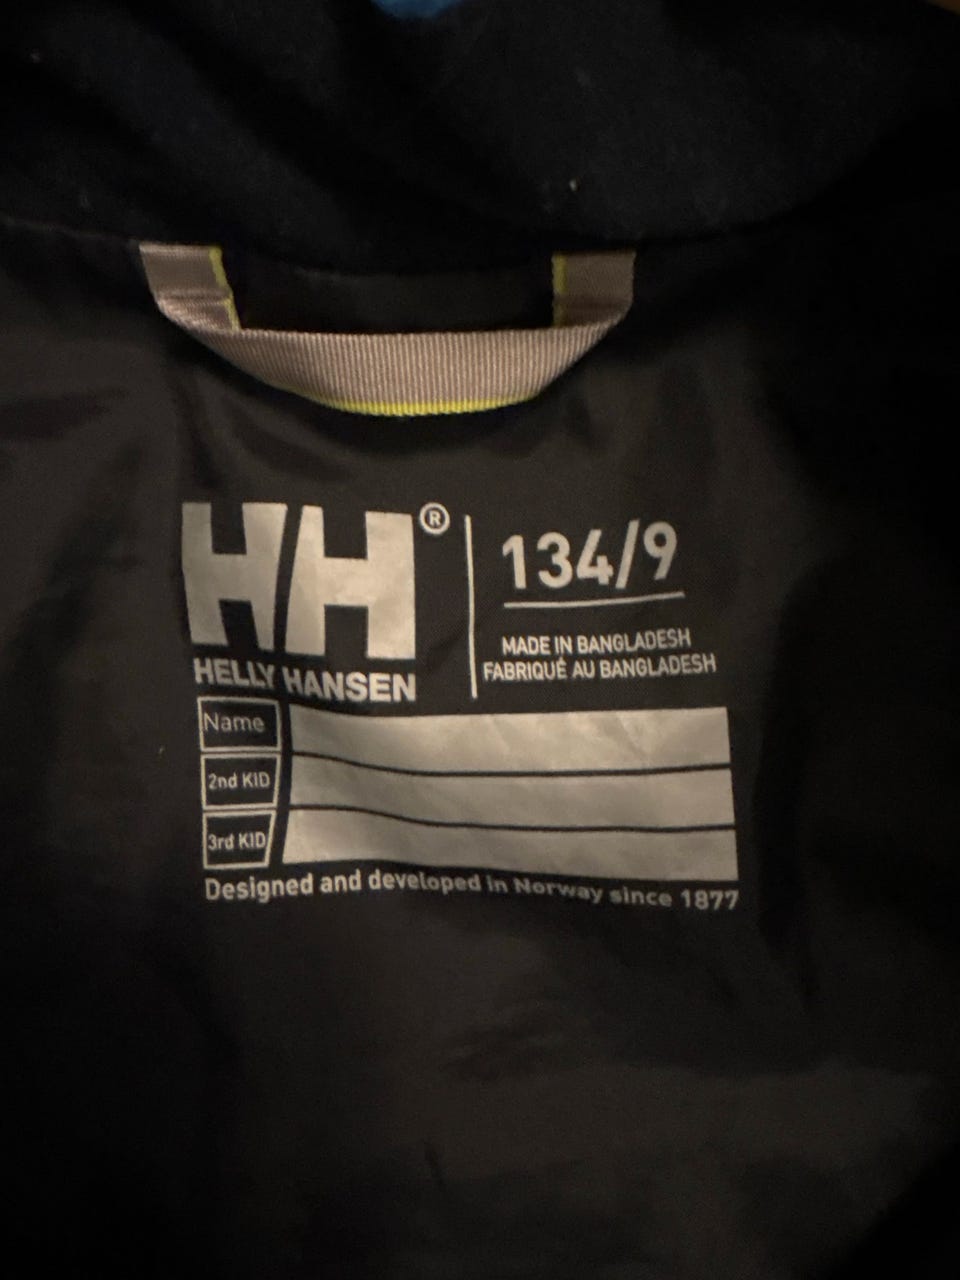 HH®
HELLY HANSEN
134/9
MADE IN BANGLADESH
FABRIQUÉ AU BANGLADESH
Name
2nd KID
3rd KID
Designed and developed in Norway since 1877